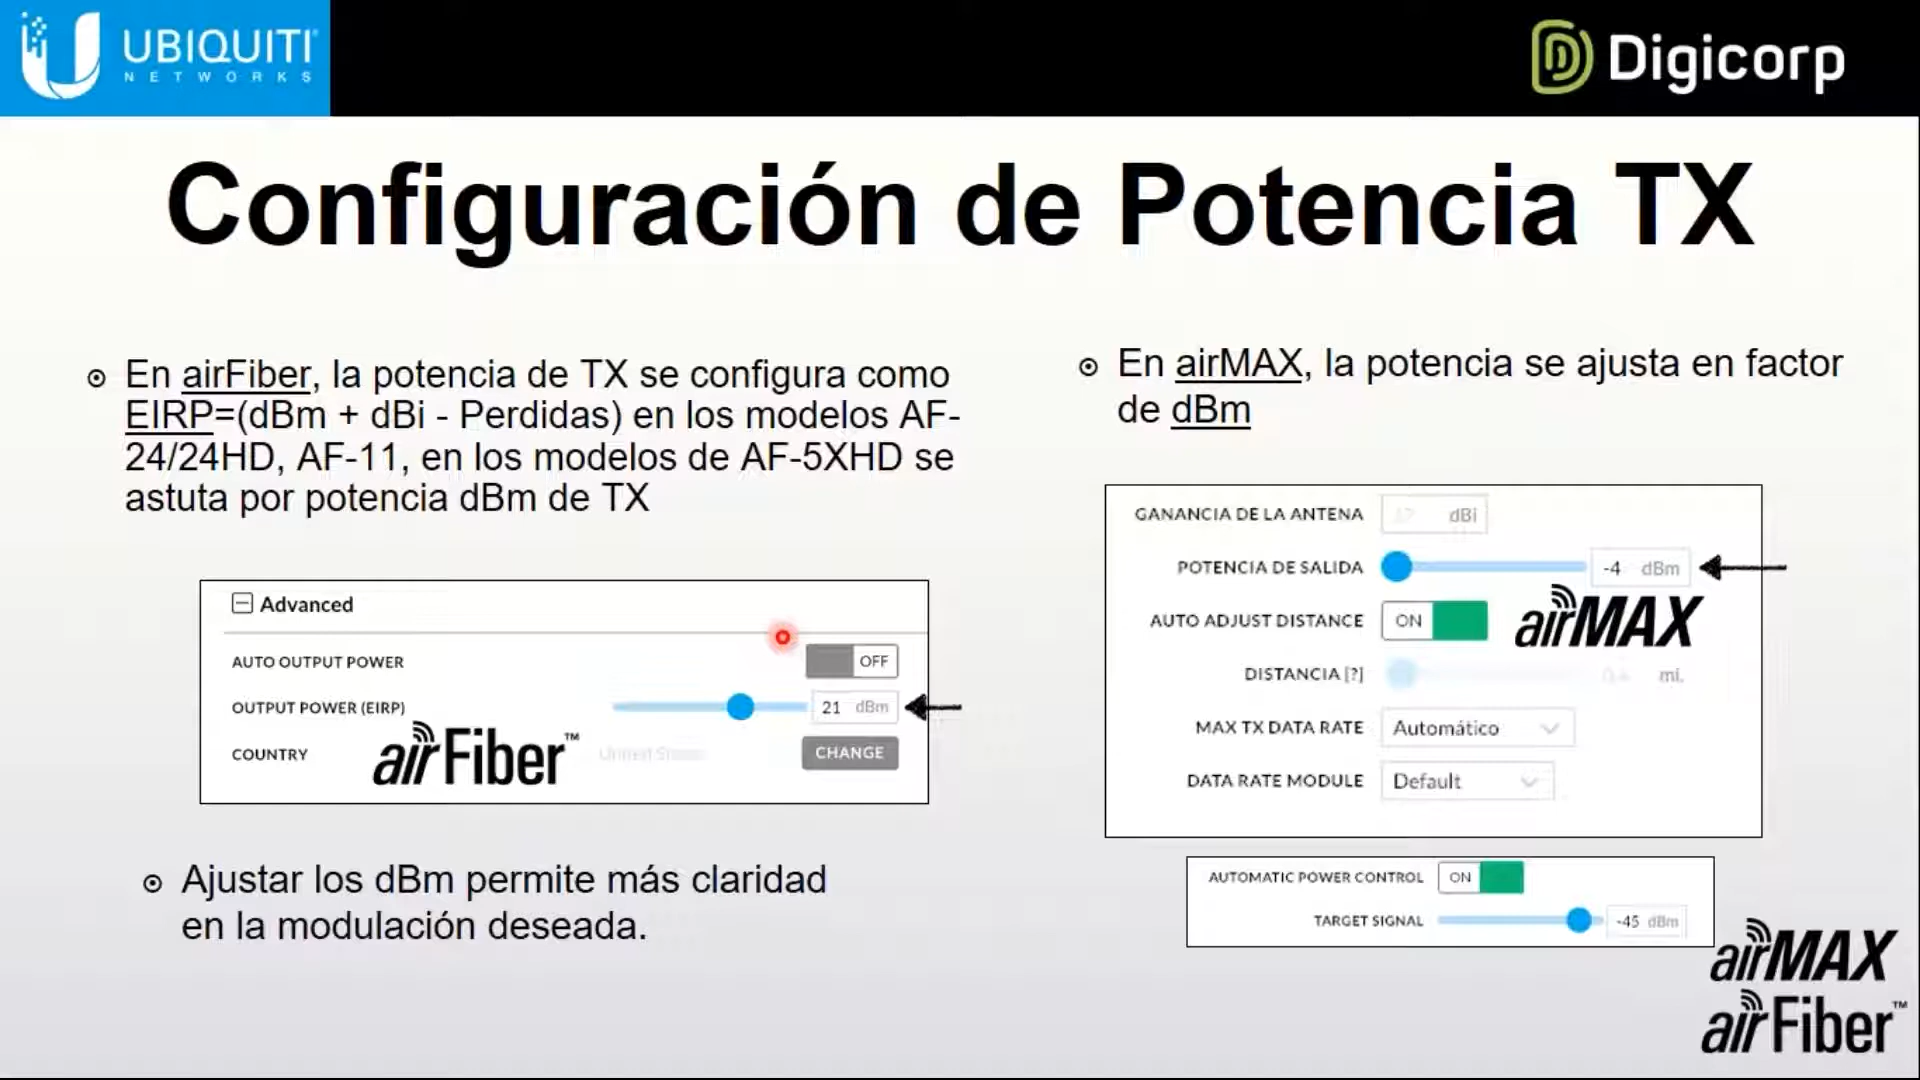 UBIQUITI
NETWORKS
Digicorp
Configuración de Potencia TX
En airFiber, la potencia de TX se configura como
EIRP=(dBm + dBi - Perdidas) en los modelos AF-
24/24HD, AF-11, en los modelos de AF-5XHD se
astuta por potencia dBm de TX
Advanced
AUTO OUTPUT POWER OFF
OUTPUT POWER (EIRP) 21 dBm
COUNTRY airFiber™ United States CHANGE
Ajustar los dBm permite más claridad
en la modulación deseada.
En airMAX, la potencia se ajusta en factor
de dBm
GANANCIA DE LA ANTENA dBi
POTENCIA DE SALIDA -4 dBm
AUTO ADJUST DISTANCE ON airMAX
DISTANCIA [?] mi.
MAX TX DATA RATE Automático
DATA RATE MODULE Default
AUTOMATIC POWER CONTROL ON
TARGET SIGNAL -45 dBm
airMAX
airFiber™